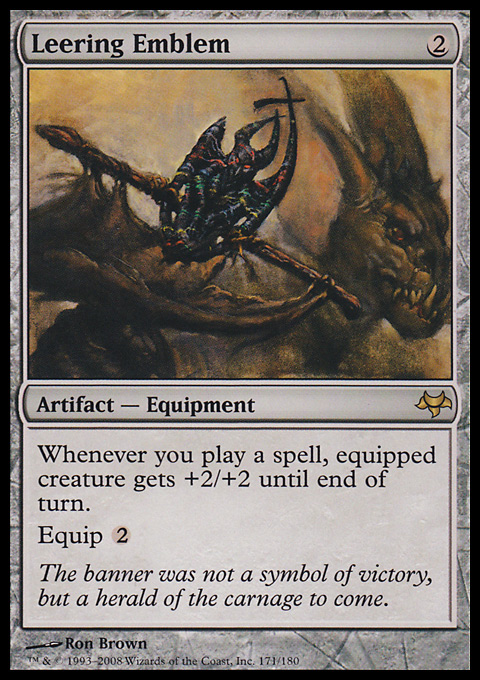 Leering Emblem 2
Artifact — Equipment
Whenever you play a spell, equipped
creature gets +2/+2 until end of
turn.
Equip 2
The banner was not a symbol of victory,
but a herald of the carnage to come.
Ron Brown
™ & © 1993–2008 Wizards of the Coast, Inc. 171/180